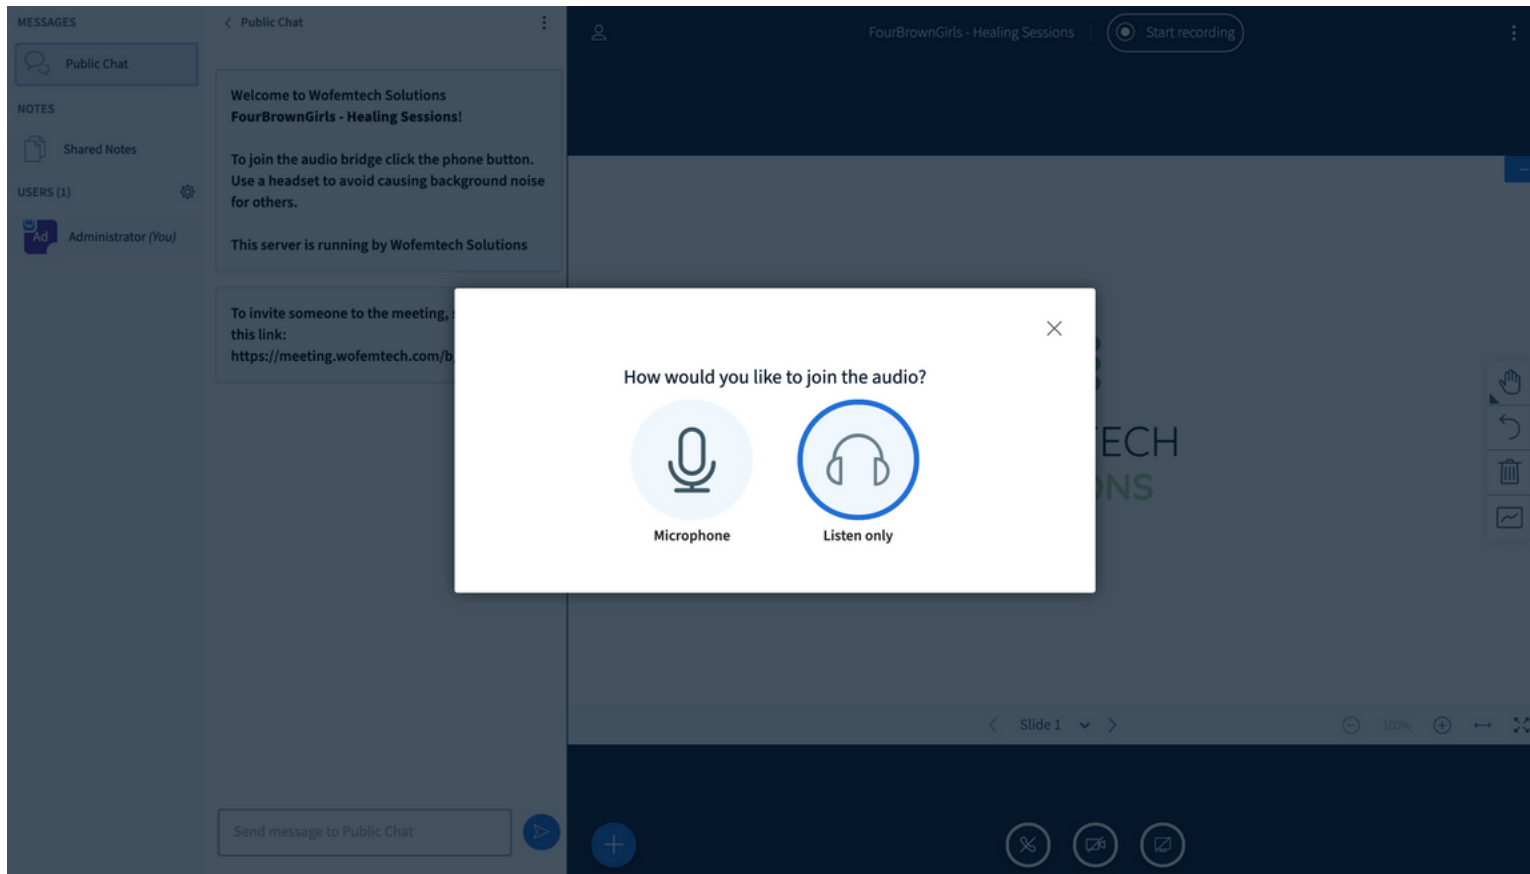 MESSAGES
Public Chat
NOTES
Shared Notes
USERS (1)
Ad
Administrator (You)
Public Chat
Welcome to Wofemtech Solutions
FourBrownGirls - Healing Sessions!
To join the audio bridge click the phone button.
Use a headset to avoid causing background noise
for others.
This server is running by Wofemtech Solutions
To invite someone to the meeting,
this link:
https://meeting.wofemtech.com/b
Send message to Public Chat
FourBrownGirls - Healing Sessions
Start recording
How would you like to join the audio?
Microphone
Listen only
ECH
NS
Slide 1
100%